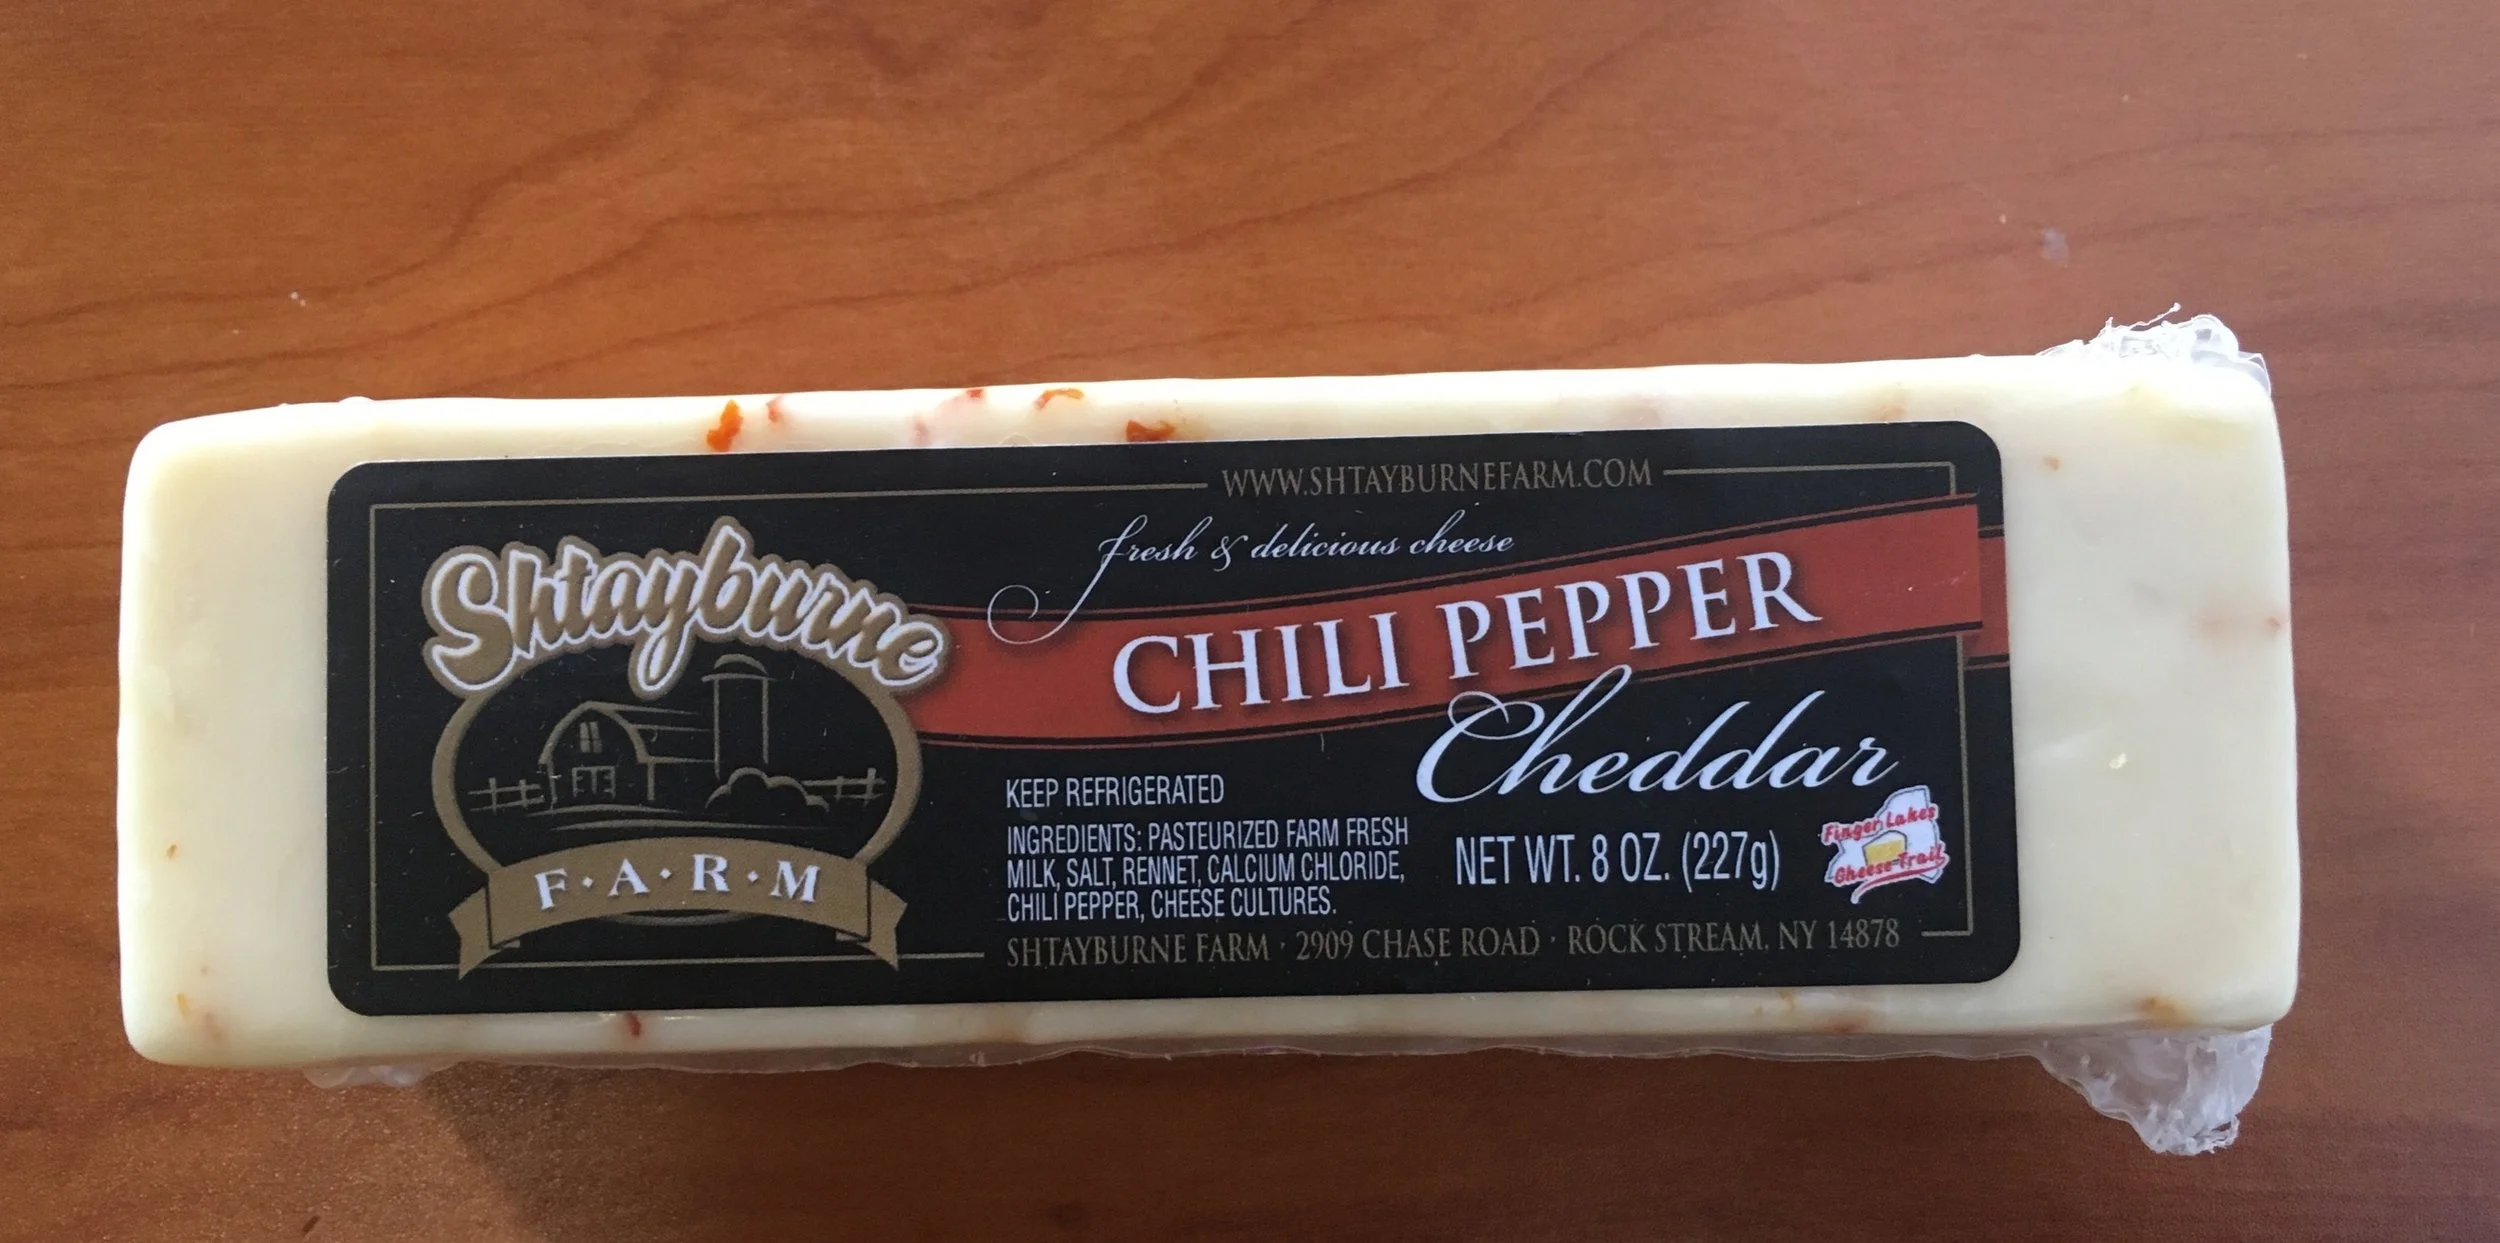 WWW.SHTAYBURNEFARM.COM
fresh & delicious cheese
Shtayburne
F·A·R·M
CHILI PEPPER
Cheddar
KEEP REFRIGERATED
INGREDIENTS: PASTEURIZED FARM FRESH
MILK, SALT, RENNET, CALCIUM CHLORIDE,
CHILI PEPPER, CHEESE CULTURES.
NET WT. 8 OZ. (227g)
Finger Lakes
Cheese Trail
SHTAYBURNE FARM · 2909 CHASE ROAD · ROCK STREAM, NY 14878